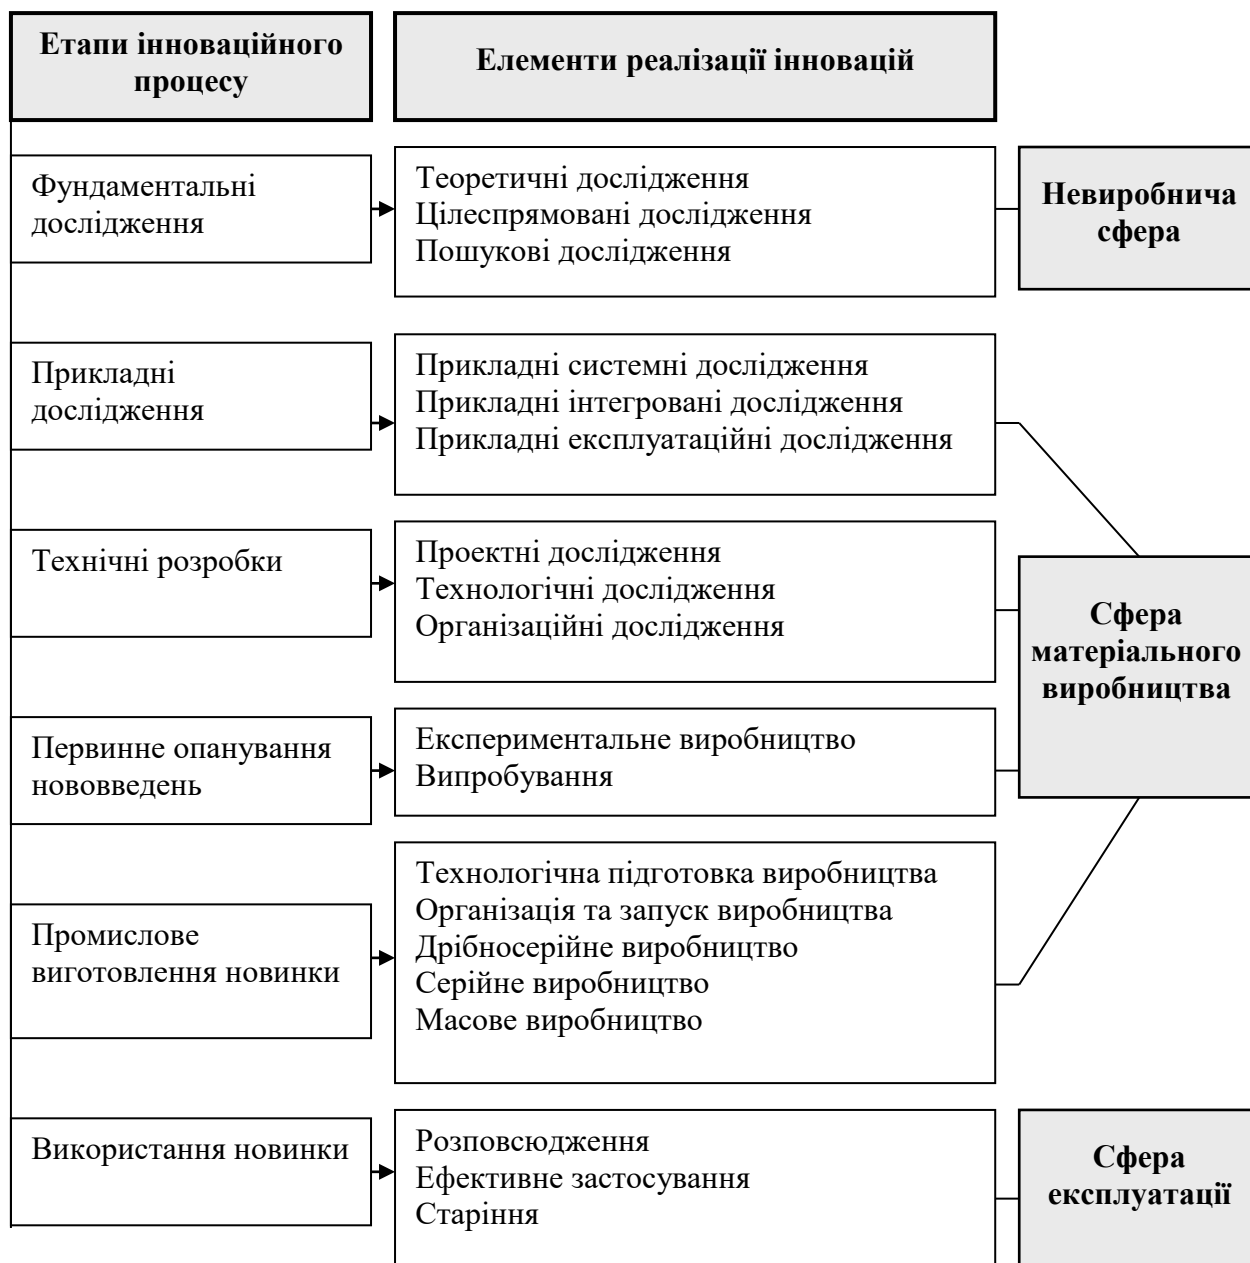 Етапи інноваційного
процесу
Елементи реалізації інновацій
Фундаментальні
дослідження
Теоретичні дослідження
Цілеспрямовані дослідження
Пошукові дослідження
Невиробнича
сфера
Прикладні
дослідження
Прикладні системні дослідження
Прикладні інтегровані дослідження
Прикладні експлуатаційні дослідження
Технічні розробки
Проектні дослідження
Технологічні дослідження
Організаційні дослідження
Сфера
матеріального
виробництва
Первинне опанування
нововведень
Експериментальне виробництво
Випробування
Промислове
виготовлення новинки
Технологічна підготовка виробництва
Організація та запуск виробництва
Дрібносерійне виробництво
Серійне виробництво
Масове виробництво
Використання новинки
Розповсюдження
Ефективне застосування
Старіння
Сфера
експлуатації